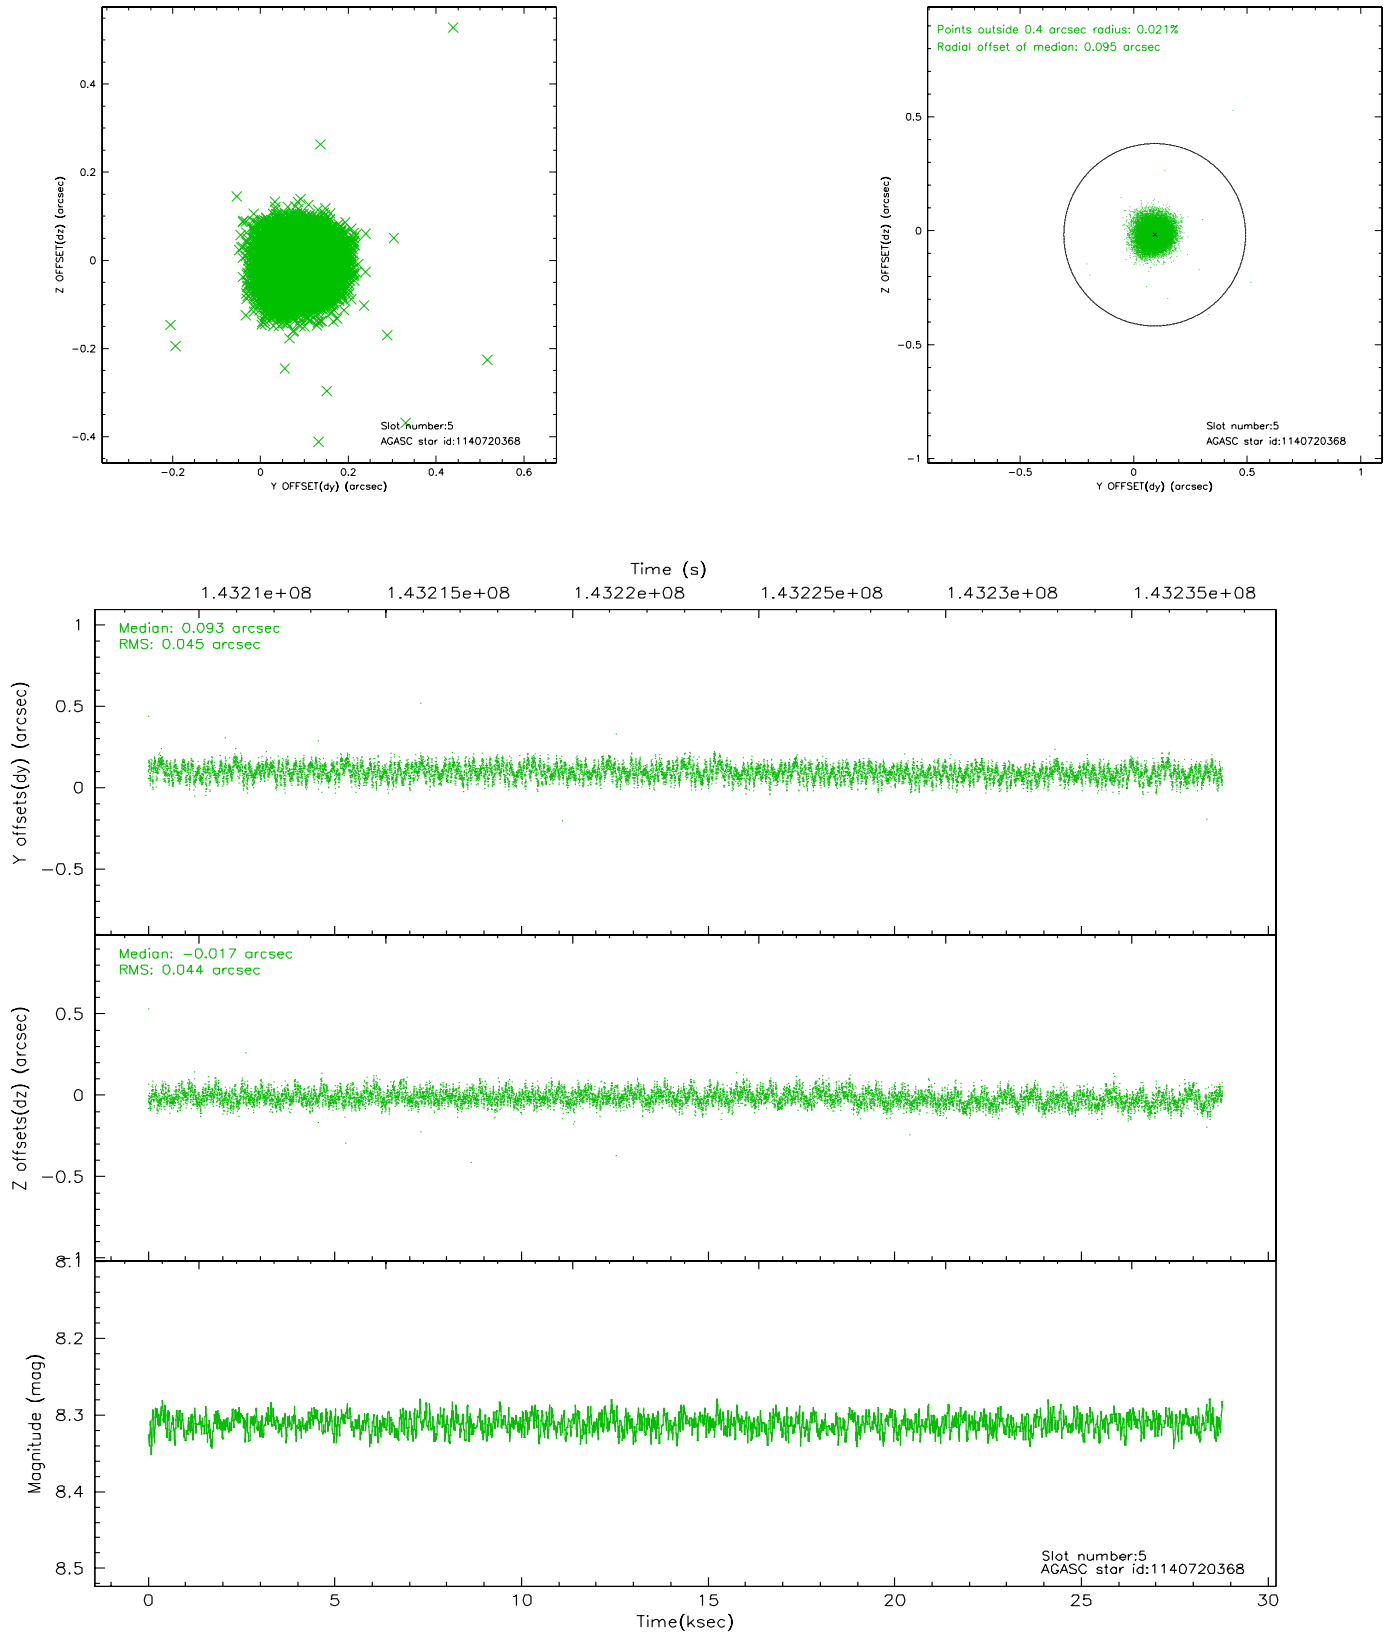 0.4
0.2
0
−0.2
−0.4
Z OFFSET(dz) (arcsec)
Slot number:5
AGASC star id:1140720368
−0.2 0 0.2 0.4 0.6
Y OFFSET(dy) (arcsec)
Points outside 0.4 arcsec radius: 0.021%
Radial offset of median: 0.095 arcsec
0.5
0
−0.5
−1
Z OFFSET(dz) (arcsec)
Slot number:5
AGASC star id:1140720368
−0.5 0 0.5 1
Y OFFSET(dy) (arcsec)
Time (s)
1.4321e+08 1.43215e+08 1.4322e+08 1.43225e+08 1.4323e+08 1.43235e+08
Median: 0.093 arcsec
RMS: 0.045 arcsec
1
0.5
0
−0.5
Y offsets(dy) (arcsec)
Median: −0.017 arcsec
RMS: 0.044 arcsec
0.5
0
−0.5
−1
Z offsets(dz) (arcsec)
8.1
8.2
8.3
8.4
8.5
Magnitude (mag)
Slot number:5
AGASC star id:1140720368
0 5 10 15 20 25 30
Time(ksec)